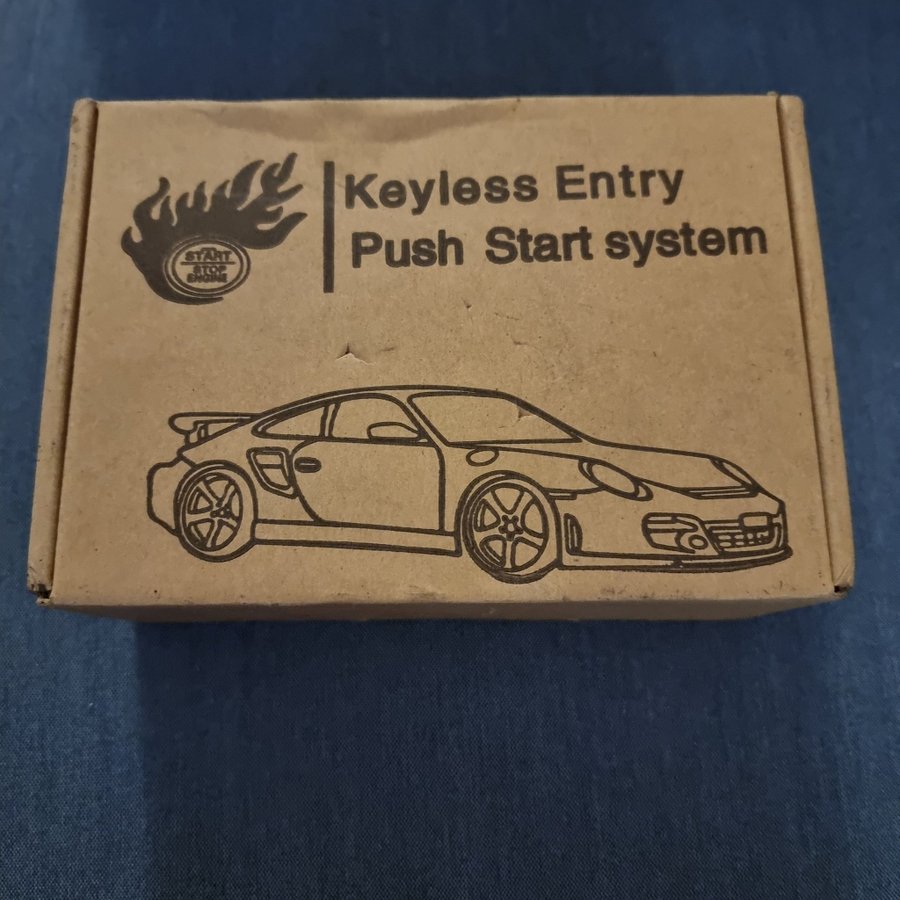 Keyless Entry
Push Start system
START
STOP
ENGINE